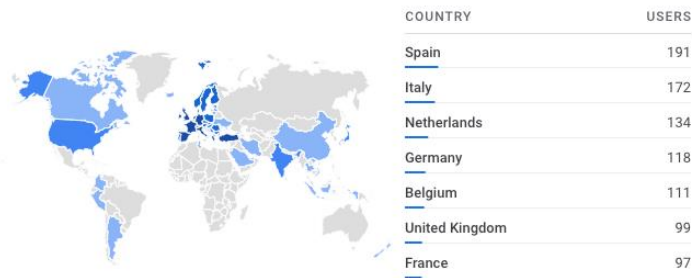 COUNTRY USERS
Spain 191
Italy 172
Netherlands 134
Germany 118
Belgium 111
United Kingdom 99
France 97